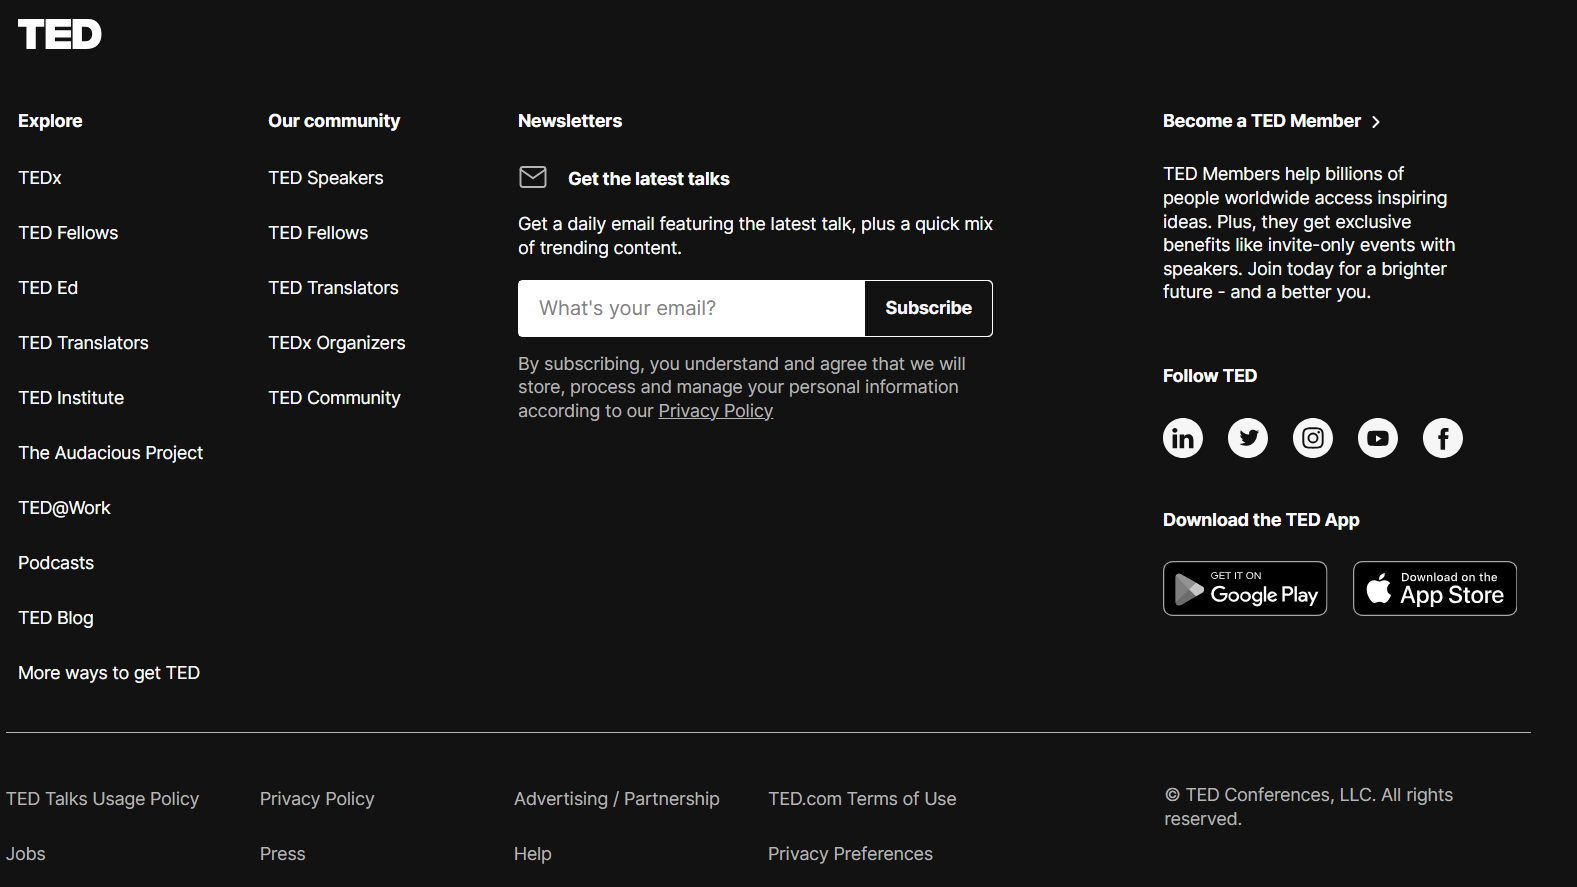 TED
Explore
TEDx
TED Fellows
TED Ed
TED Translators
TED Institute
The Audacious Project
TED@Work
Podcasts
TED Blog
More ways to get TED
Our community
TED Speakers
TED Fellows
TED Translators
TEDx Organizers
TED Community
Newsletters
Get the latest talks
Get a daily email featuring the latest talk, plus a quick mix
of trending content.
What's your email?
Subscribe
By subscribing, you understand and agree that we will
store, process and manage your personal information
according to our Privacy Policy
Become a TED Member
TED Members help billions of
people worldwide access inspiring
ideas. Plus, they get exclusive
benefits like invite-only events with
speakers. Join today for a brighter
future - and a better you.
Follow TED
Download the TED App
GET IT ON
Google Play
Download on the
App Store
TED Talks Usage Policy
Privacy Policy
Advertising / Partnership
TED.com Terms of Use
Jobs
Press
Help
Privacy Preferences
© TED Conferences, LLC. All rights
reserved.